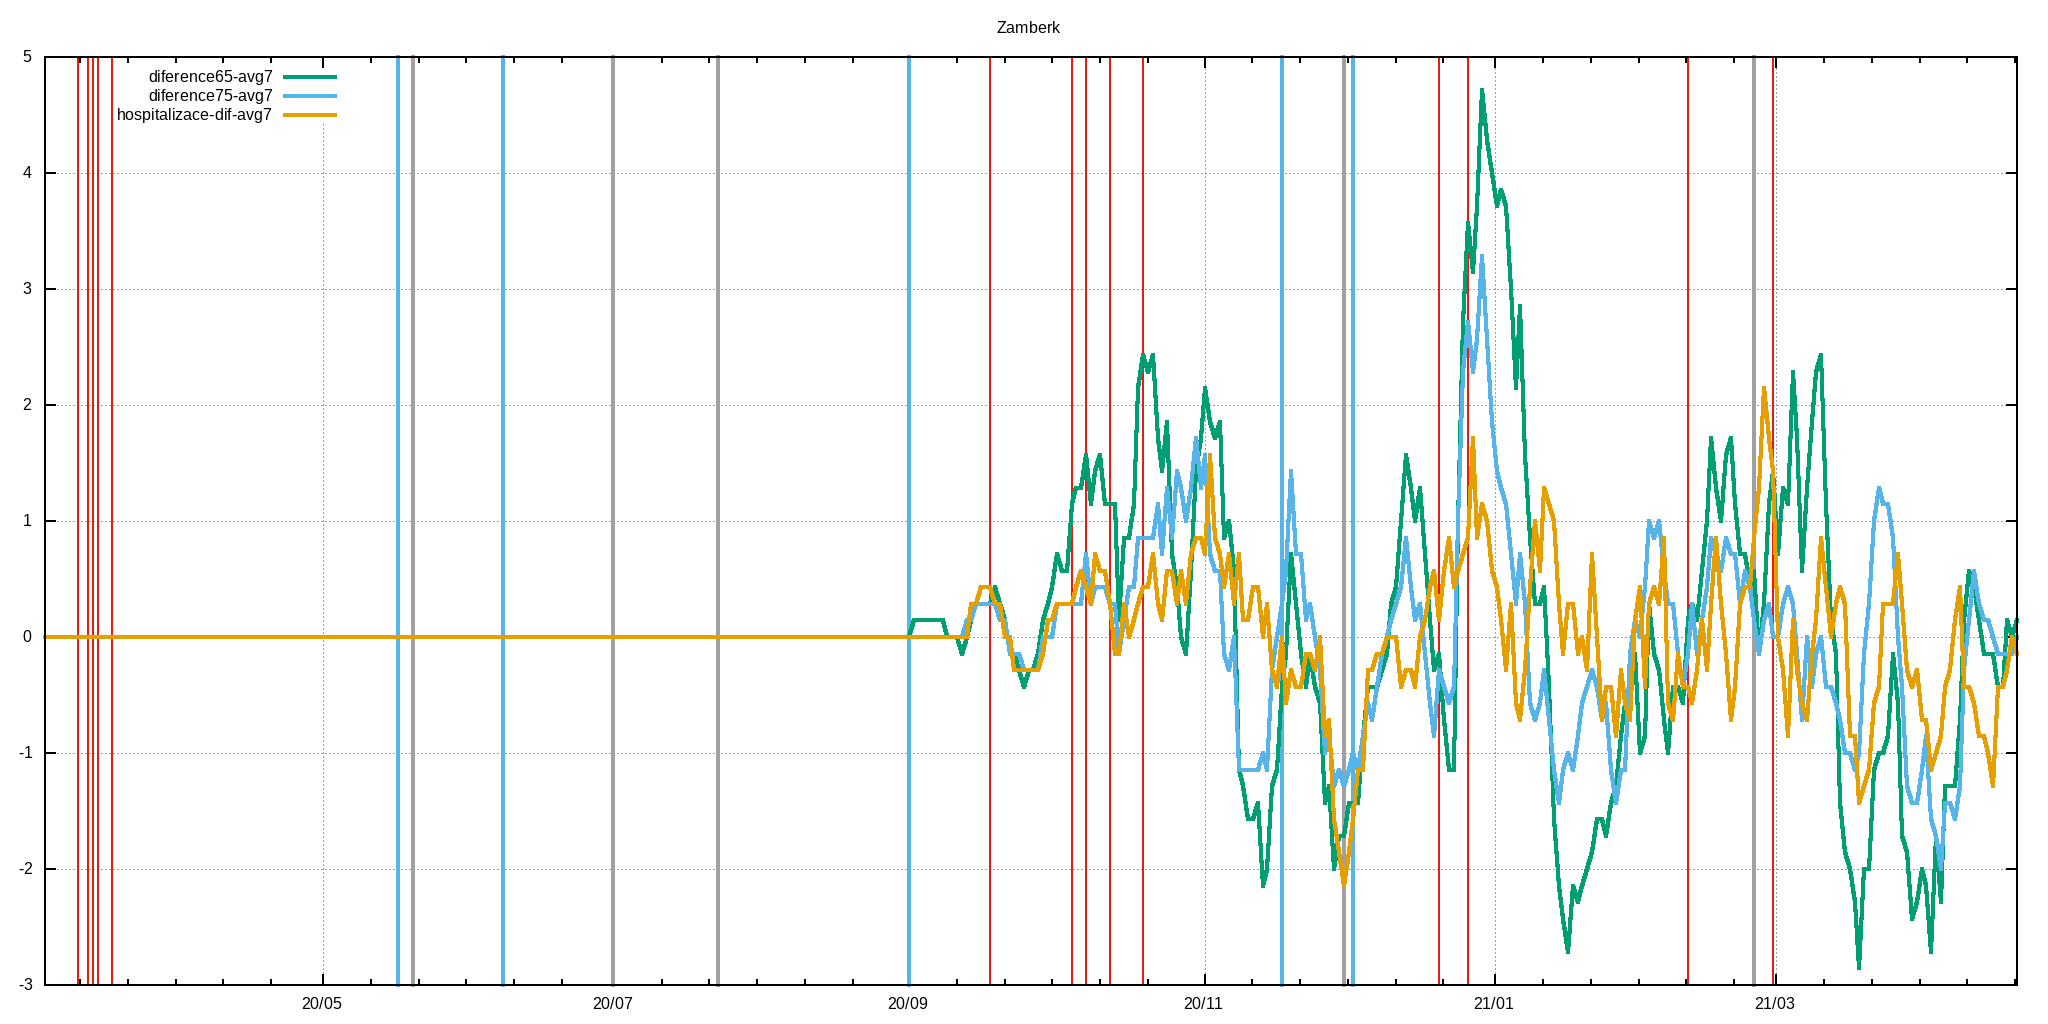 Zamberk
5
diference65-avg7
diference75-avg7
hospitalizace-dif-avg7
4
3
2
1
0
-1
-2
-3
20/05 20/07 20/09 20/11 21/01 21/03